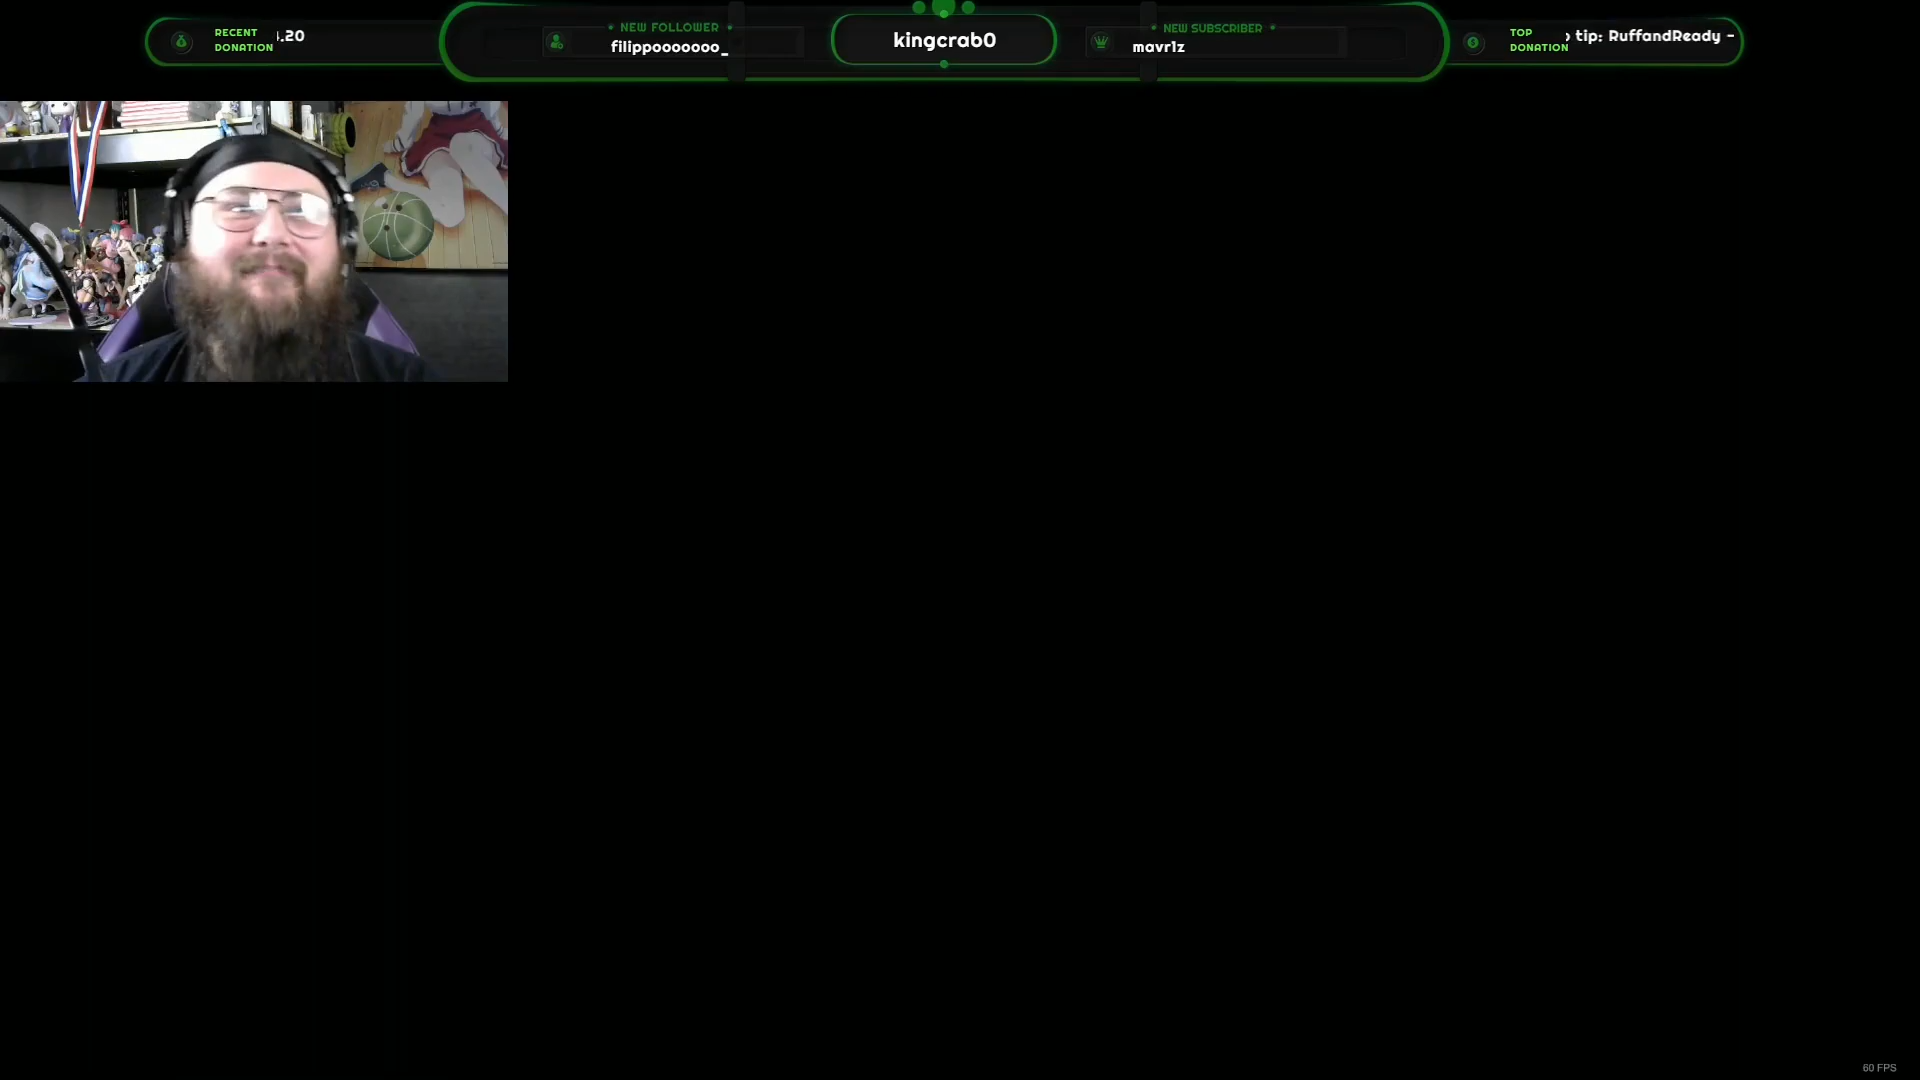 RECENT
DONATION
.20
NEW FOLLOWER
filippooooooo_
kingcrab0
NEW SUBSCRIBER
mavr1z
TOP
DONATION
tip: RuffandReady -
60 FPS